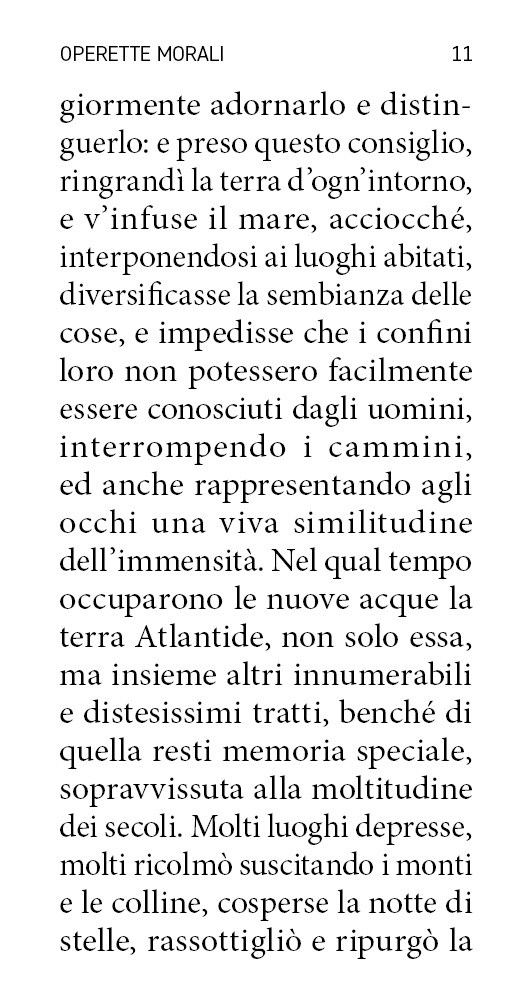 OPERETTE MORALI 11
giormente adornarlo e distin-
guerlo: e preso questo consiglio,
ringrandì la terra d’ogn’intorno,
e v’infuse il mare, acciocché,
interponendosi ai luoghi abitati,
diversificasse la sembianza delle
cose, e impedisse che i confini
loro non potessero facilmente
essere conosciuti dagli uomini,
interrompendo i cammini,
ed anche rappresentando agli
occhi una viva similitudine
dell’immensità. Nel qual tempo
occuparono le nuove acque la
terra Atlantide, non solo essa,
ma insieme altri innumerabili
e distesissimi tratti, benché di
quella resti memoria speciale,
sopravvissuta alla moltitudine
dei secoli. Molti luoghi depresse,
molti ricolmò suscitando i monti
e le colline, cosperse la notte di
stelle, rassottigliò e ripurgò la